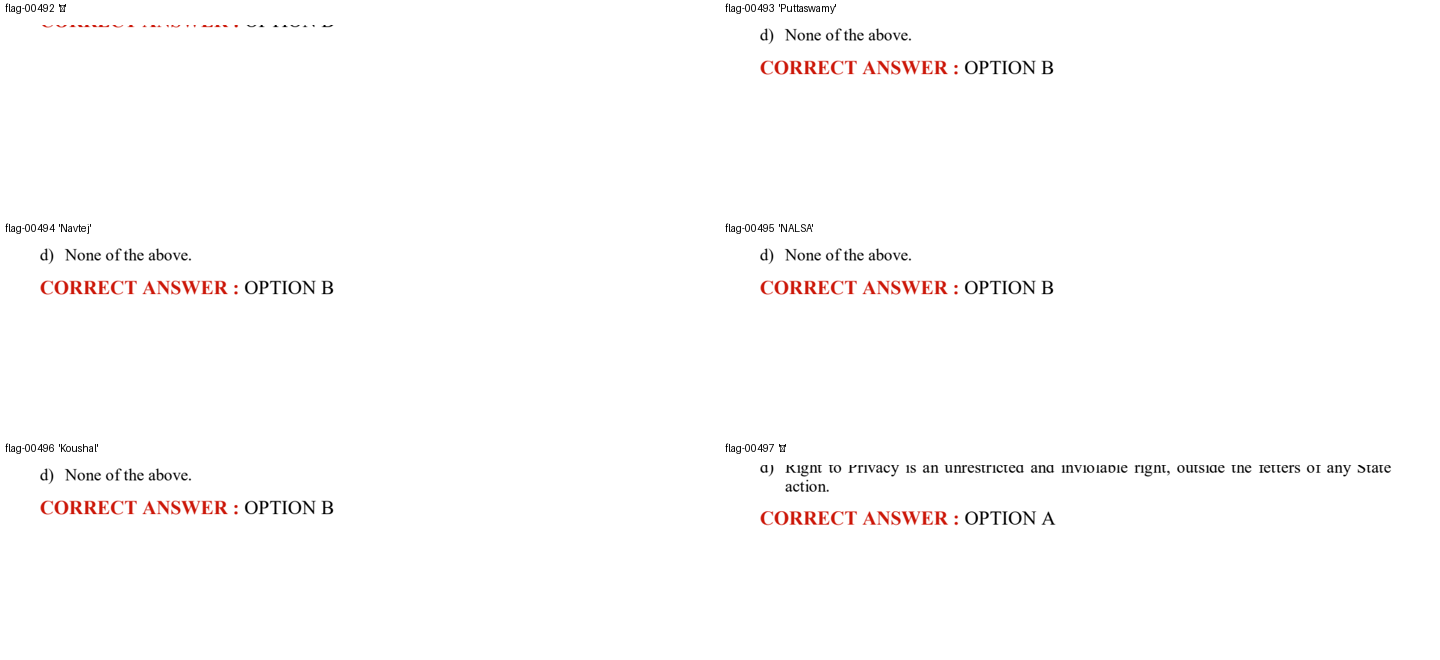 flag-00492
flag-00493 'Puttaswamy'
CORRECT ANSWER : OPTION B
d) None of the above.
CORRECT ANSWER : OPTION B
flag-00494 'Navtej'
flag-00495 'NALSA'
d) None of the above.
d) None of the above.
CORRECT ANSWER : OPTION B
CORRECT ANSWER : OPTION B
flag-00496 'Koushal'
flag-00497
d) None of the above.
d) Right to Privacy is an unrestricted and inviolable right, outside the fetters of any State
action.
CORRECT ANSWER : OPTION B
CORRECT ANSWER : OPTION A